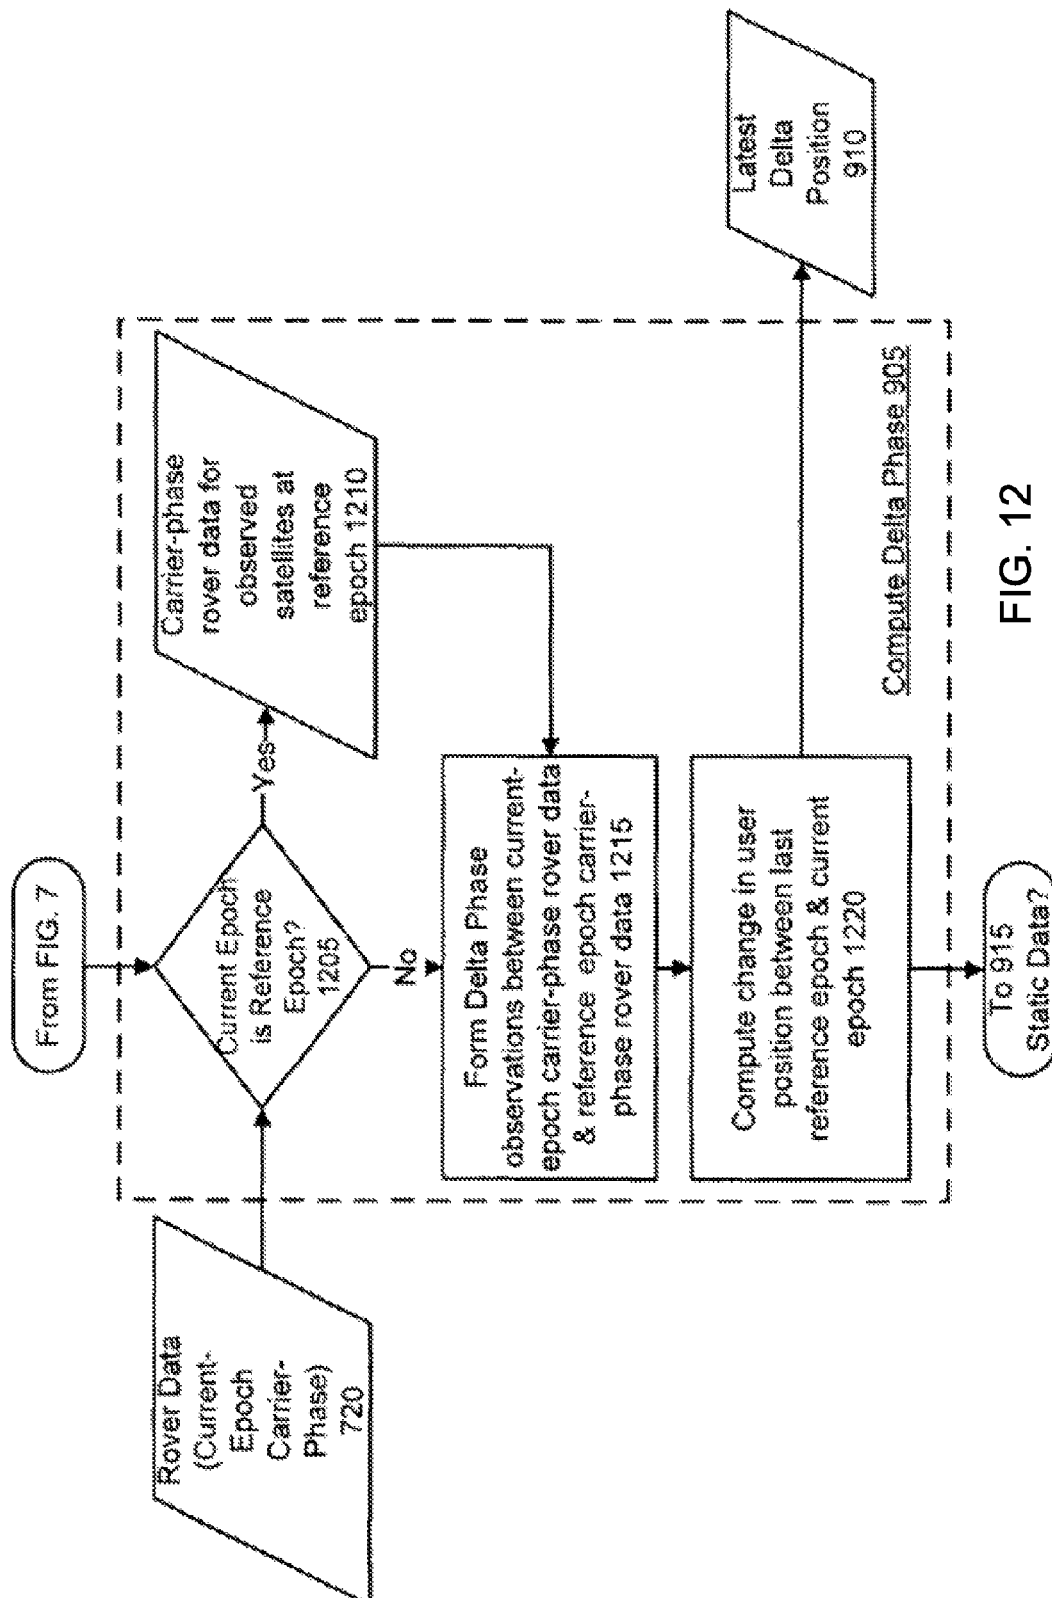 From FIG. 7
Rover Data
(Current-
Epoch
Carrier-
Phase)
720
Current Epoch
is Reference
Epoch?
1205
Yes
Carrier-phase
rover data for
observed
satellites at
reference
epoch 1210
No
Form Delta Phase
observations between current-
epoch carrier-phase rover data
& reference epoch carrier-
phase rover data 1215
Compute change in user
position between last
reference epoch & current
epoch 1220
Latest
Delta
Position
910
Compute Delta Phase 905
To 915
Static Data?
FIG. 12